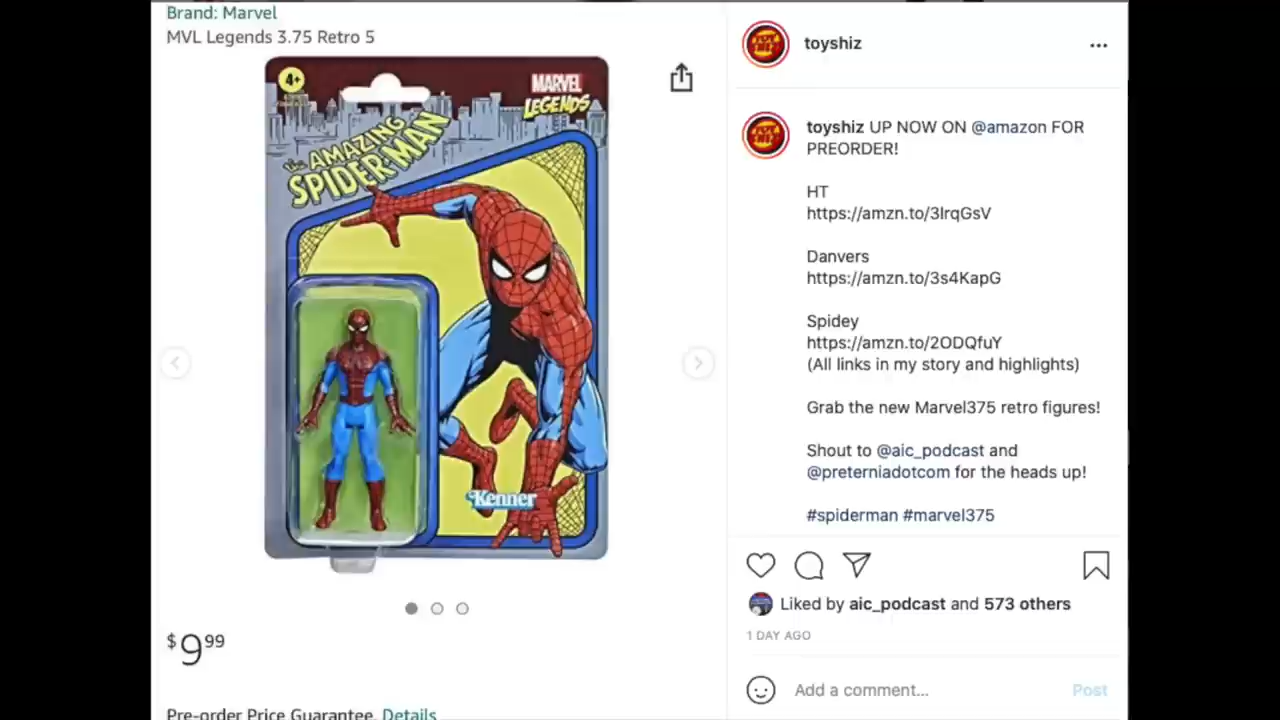 Brand: Marvel
MVL Legends 3.75 Retro 5
4+
MARVEL
LEGENDS
the AMAZING
SPIDER-MAN
Kenner
$9.99
Pre-order Price Guarantee. Details
toyshiz
toyshiz UP NOW ON @amazon FOR
PREORDER!
HT
https://amzn.to/3lrqGsV
Danvers
https://amzn.to/3s4KapG
Spidey
https://amzn.to/2ODQfuY
(All links in my story and highlights)
Grab the new Marvel375 retro figures!
Shout to @aic_podcast and
@preterniadotcom for the heads up!
#spiderman #marvel375
Liked by aic_podcast and 573 others
1 DAY AGO
Add a comment...
Post